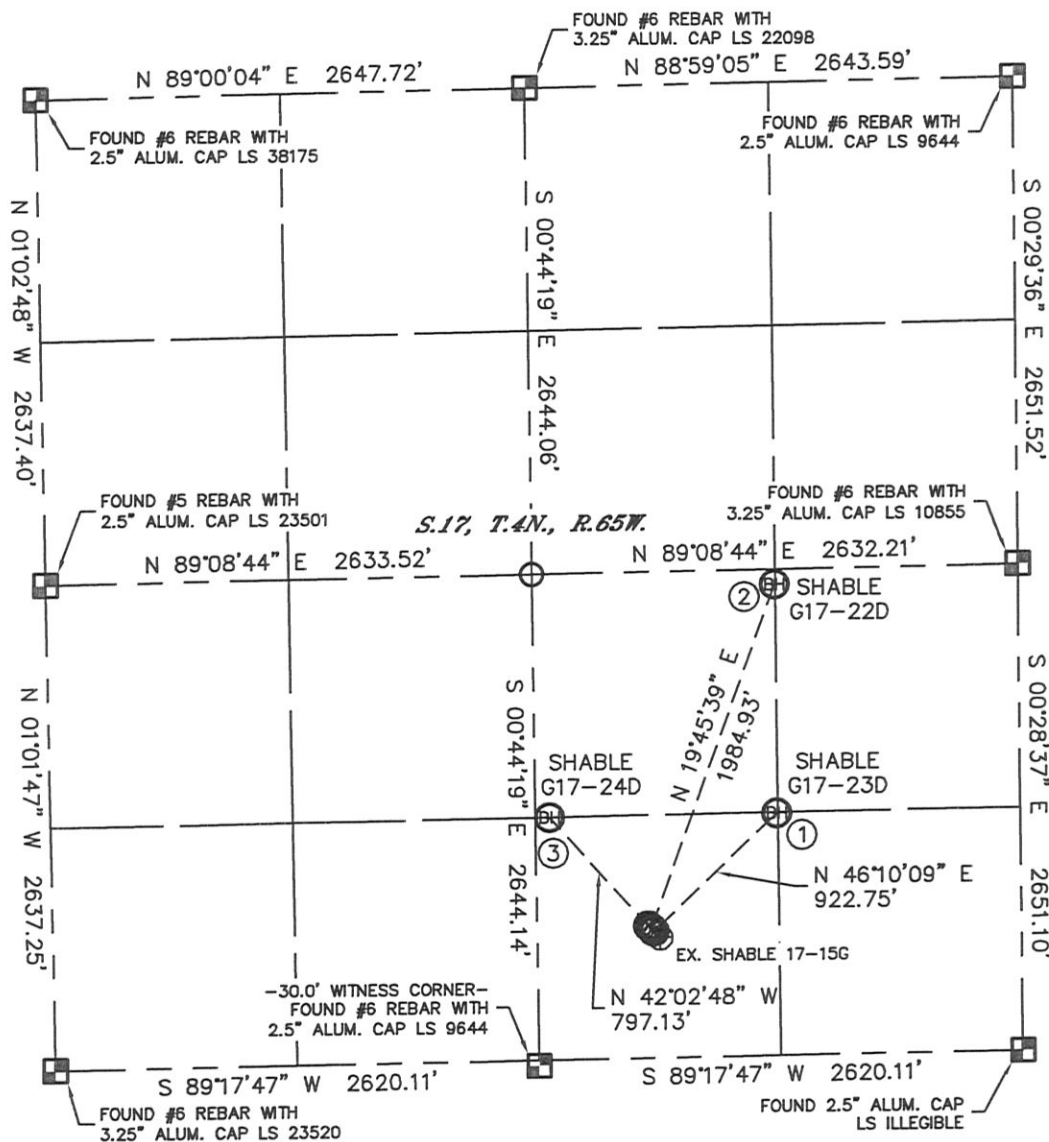 FOUND #6 REBAR WITH
3.25" ALUM. CAP LS 22098
N 89°00'04" E 2647.72'
N 88°59'05" E 2643.59'
FOUND #6 REBAR WITH
2.5" ALUM. CAP LS 38175
FOUND #6 REBAR WITH
2.5" ALUM. CAP LS 9644
N 01°02'48" W 2637.40'
S 00°44'19" E 2644.06'
S 00°29'36" E 2651.52'
FOUND #5 REBAR WITH
2.5" ALUM. CAP LS 23501
S.17, T.4N., R.65W.
FOUND #6 REBAR WITH
3.25" ALUM. CAP LS 10855
N 89°08'44" E 2633.52'
N 89°08'44" E 2632.21'
BH
2
SHABLE
G17-22D
N 19°45'39" E
1984.93'
N 01°01'47" W 2637.25'
S 00°44'19" E 2644.14'
S 00°28'37" E 2651.10'
SHABLE
G17-24D
SHABLE
G17-23D
BH
3
BH
1
N 46°10'09" E
922.75'
EX. SHABLE 17-15G
N 42°02'48" W
797.13'
-30.0' WITNESS CORNER-
FOUND #6 REBAR WITH
2.5" ALUM. CAP LS 9644
S 89°17'47" W 2620.11'
S 89°17'47" W 2620.11'
FOUND #6 REBAR WITH
3.25" ALUM. CAP LS 23520
FOUND 2.5" ALUM. CAP
LS ILLEGIBLE